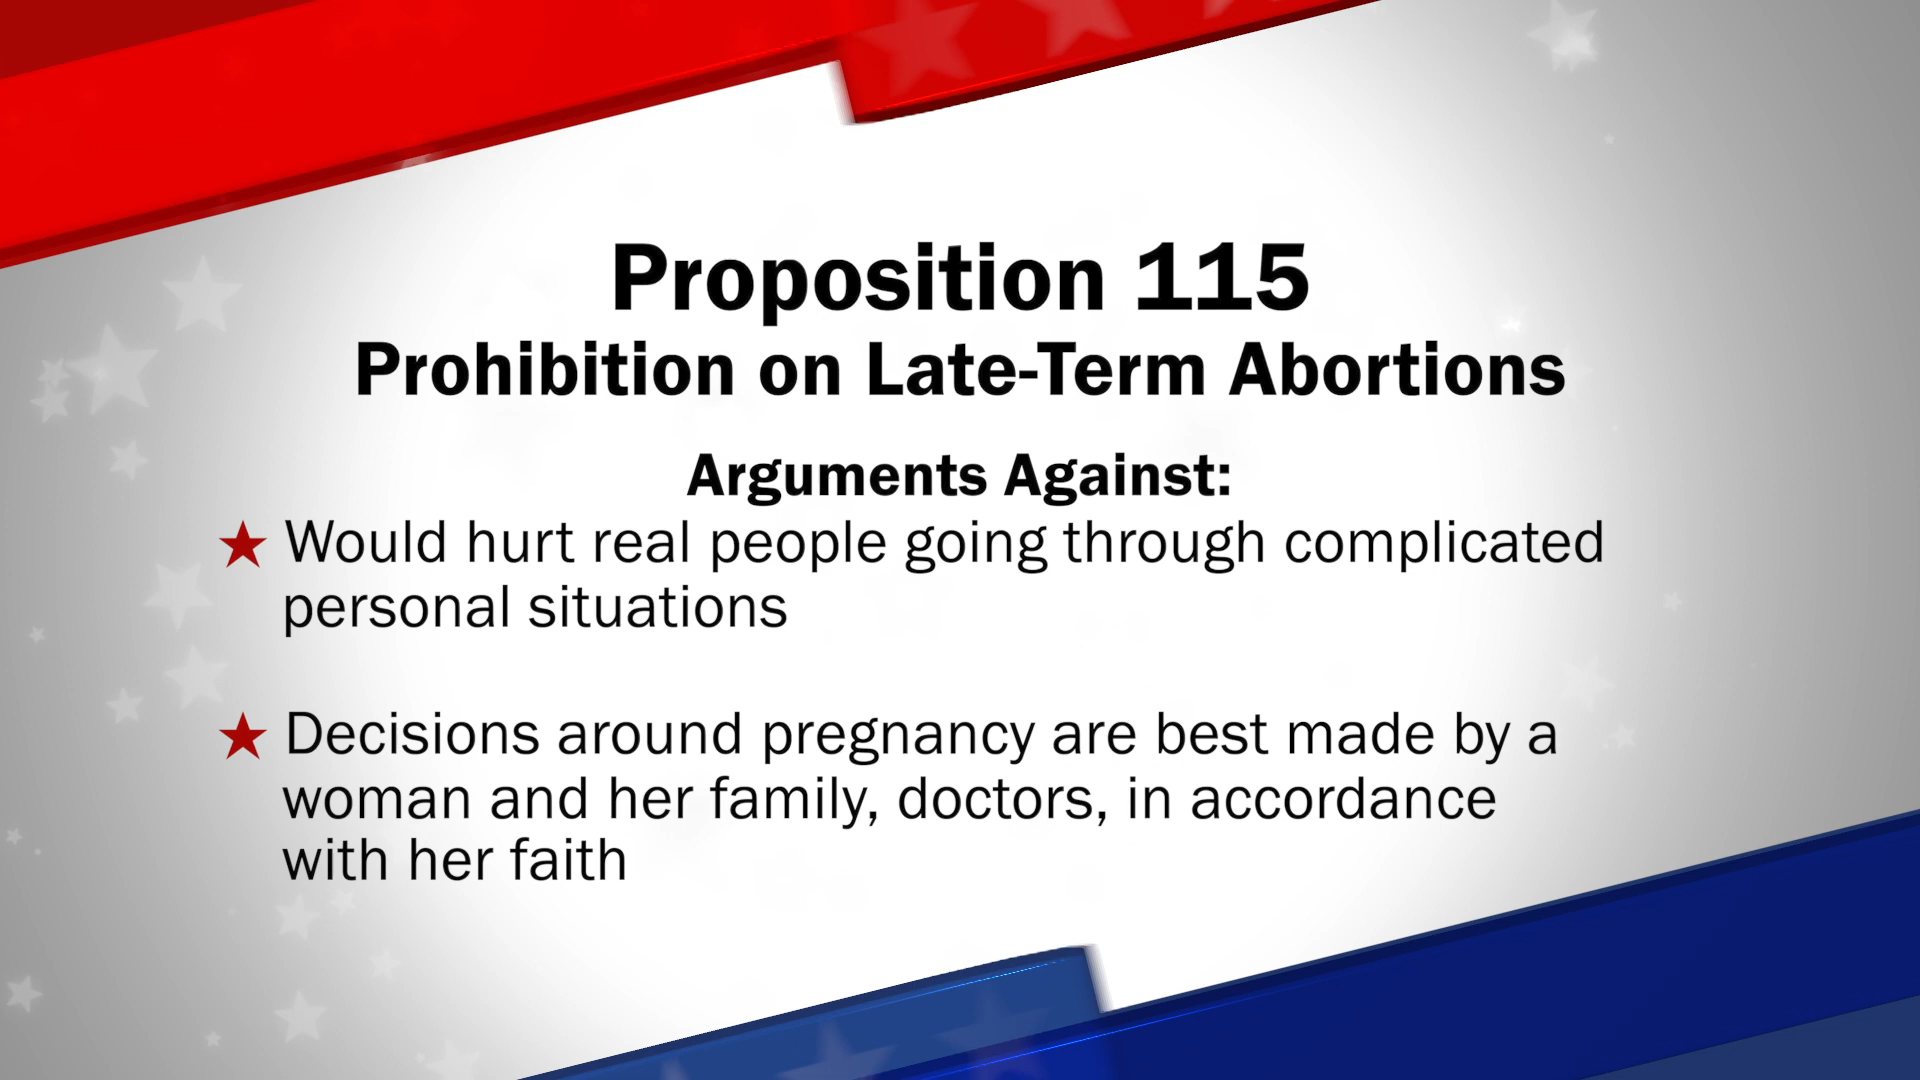 Proposition 115
Prohibition on Late-Term Abortions
Arguments Against:
★ Would hurt real people going through complicated
personal situations
★ Decisions around pregnancy are best made by a
woman and her family, doctors, in accordance
with her faith